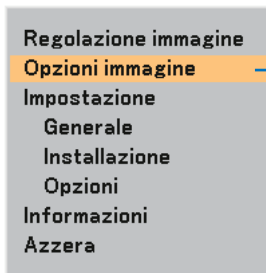 Regolazione immagine
Opzioni immagine
Impostazione
Generale
Installazione
Opzioni
Informazioni
Azzera